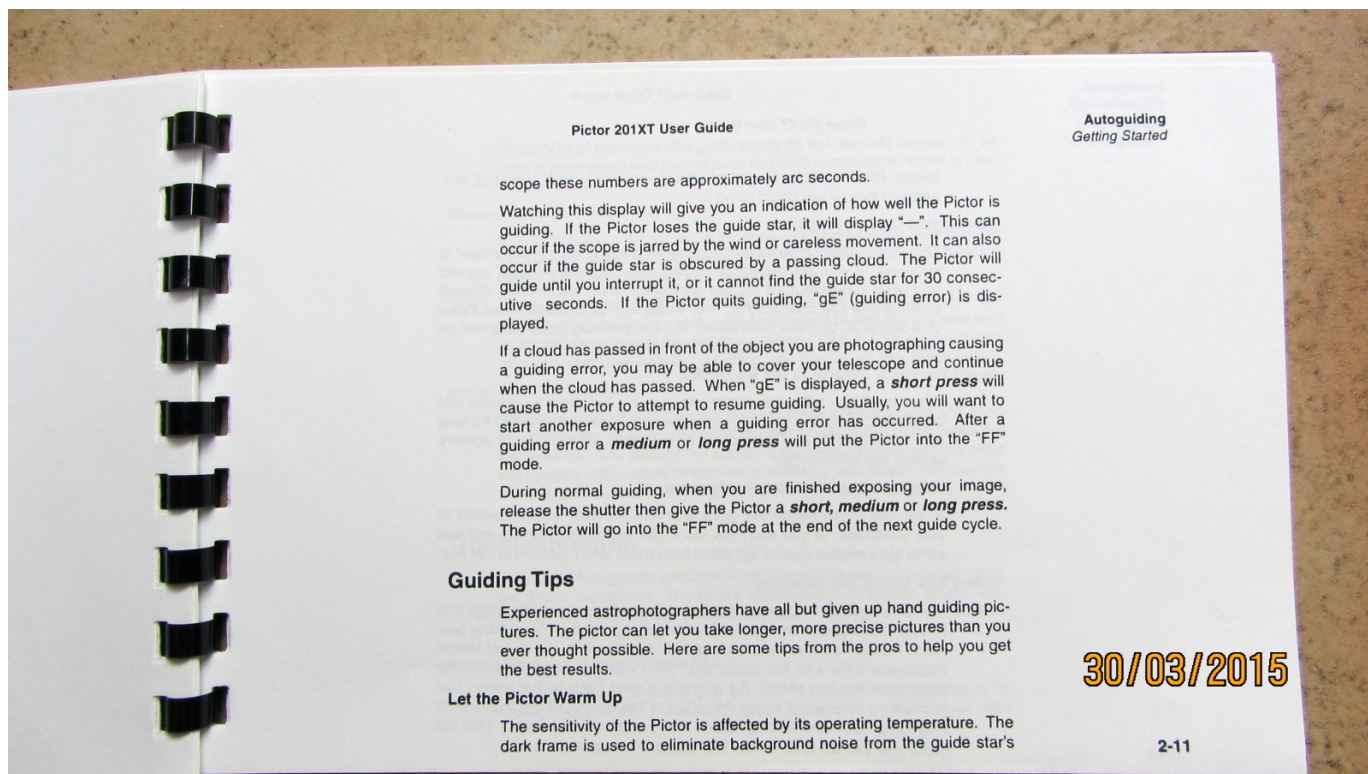 Pictor 201XT User Guide
Autoguiding
Getting Started
scope these numbers are approximately arc seconds.
Watching this display will give you an indication of how well the Pictor is
guiding. If the Pictor loses the guide star, it will display “—”. This can
occur if the scope is jarred by the wind or careless movement. It can also
occur if the guide star is obscured by a passing cloud. The Pictor will
guide until you interrupt it, or it cannot find the guide star for 30 consec-
utive seconds. If the Pictor quits guiding, “gE” (guiding error) is dis-
played.
If a cloud has passed in front of the object you are photographing causing
a guiding error, you may be able to cover your telescope and continue
when the cloud has passed. When “gE” is displayed, a short press will
cause the Pictor to attempt to resume guiding. Usually, you will want to
start another exposure when a guiding error has occurred. After a
guiding error a medium or long press will put the Pictor into the “FF”
mode.
During normal guiding, when you are finished exposing your image,
release the shutter then give the Pictor a short, medium or long press.
The Pictor will go into the “FF” mode at the end of the next guide cycle.
Guiding Tips
Experienced astrophotographers have all but given up hand guiding pic-
tures. The pictor can let you take longer, more precise pictures than you
ever thought possible. Here are some tips from the pros to help you get
the best results.
Let the Pictor Warm Up
The sensitivity of the Pictor is affected by its operating temperature. The
dark frame is used to eliminate background noise from the guide star's
2-11
30/03/2015